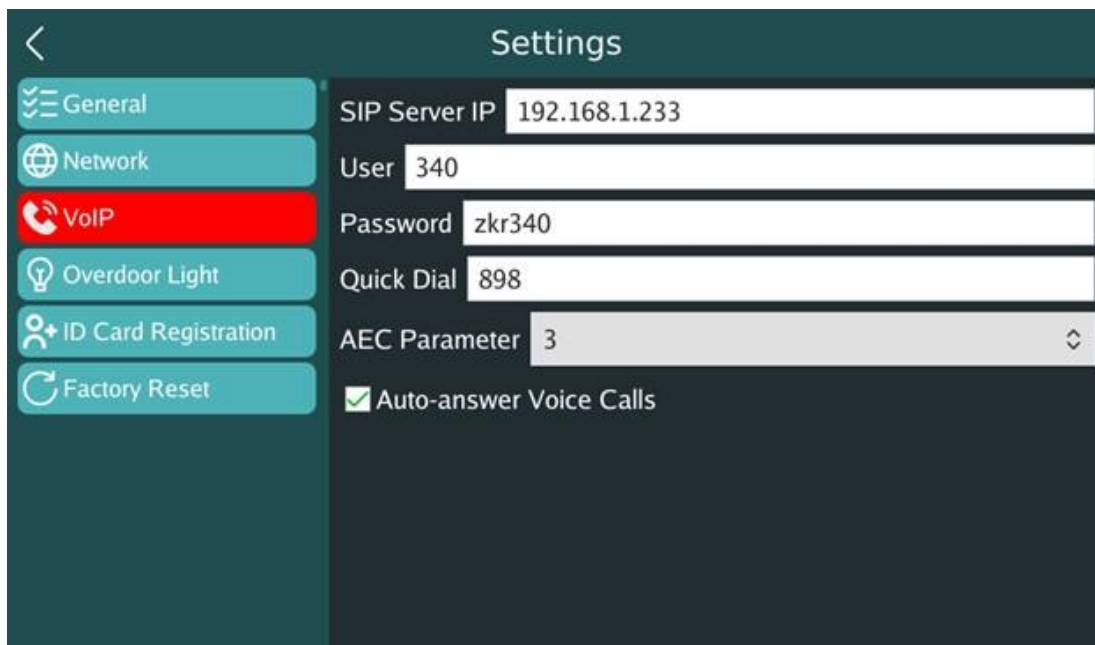 Settings
General
Network
VoIP
Overdoor Light
ID Card Registration
Factory Reset
SIP Server IP 192.168.1.233
User 340
Password zkr340
Quick Dial 898
AEC Parameter 3
Auto-answer Voice Calls